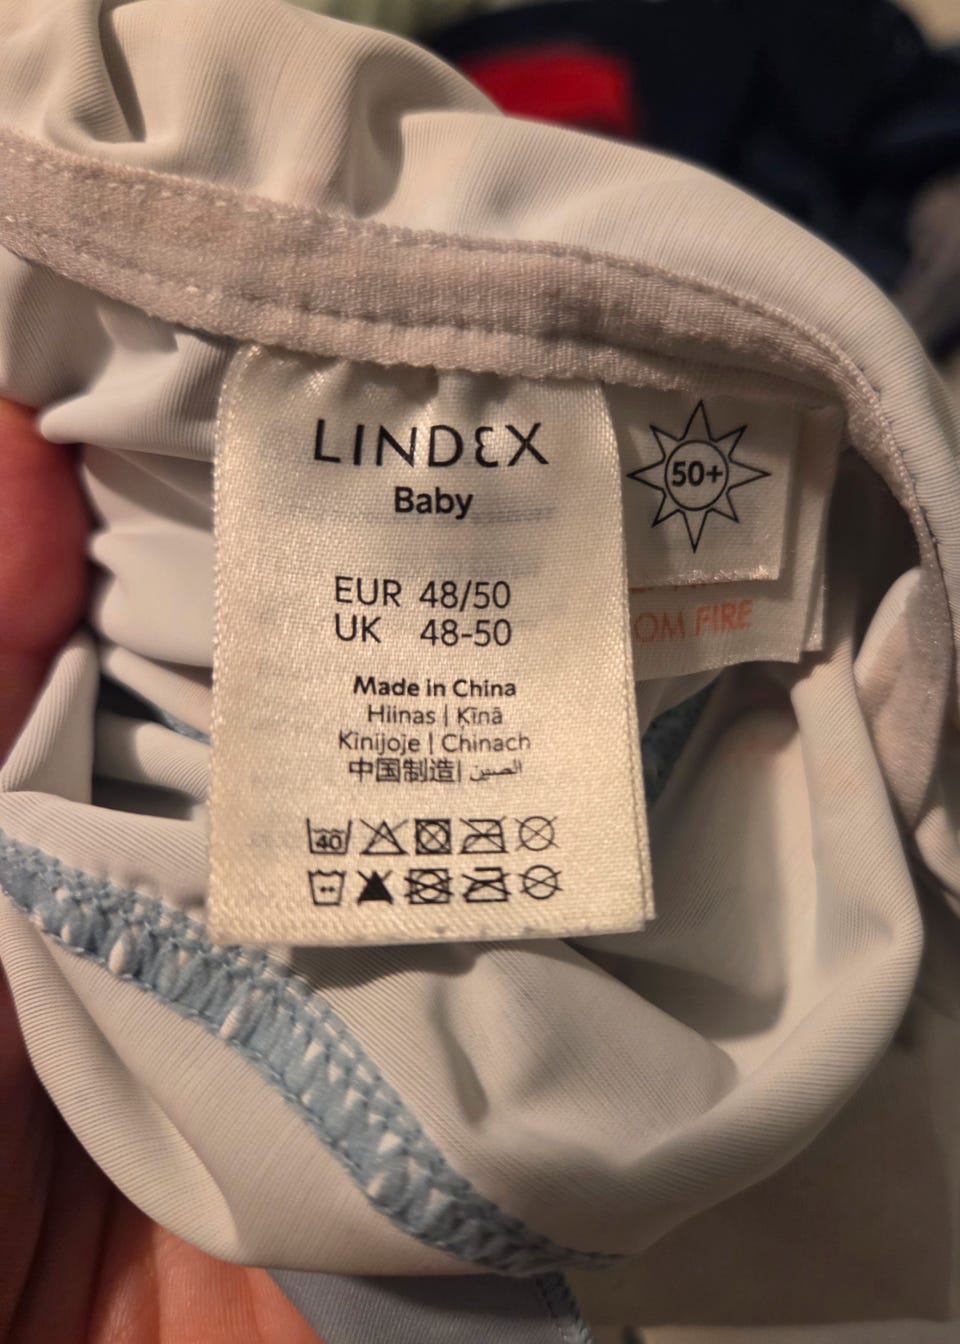 LINDEX
Baby
EUR 48/50
UK 48-50
Made in China
Hiinas | Ķīnā
Kinijoje | Chinach
中国制造| الصين
40
50+
FIRE